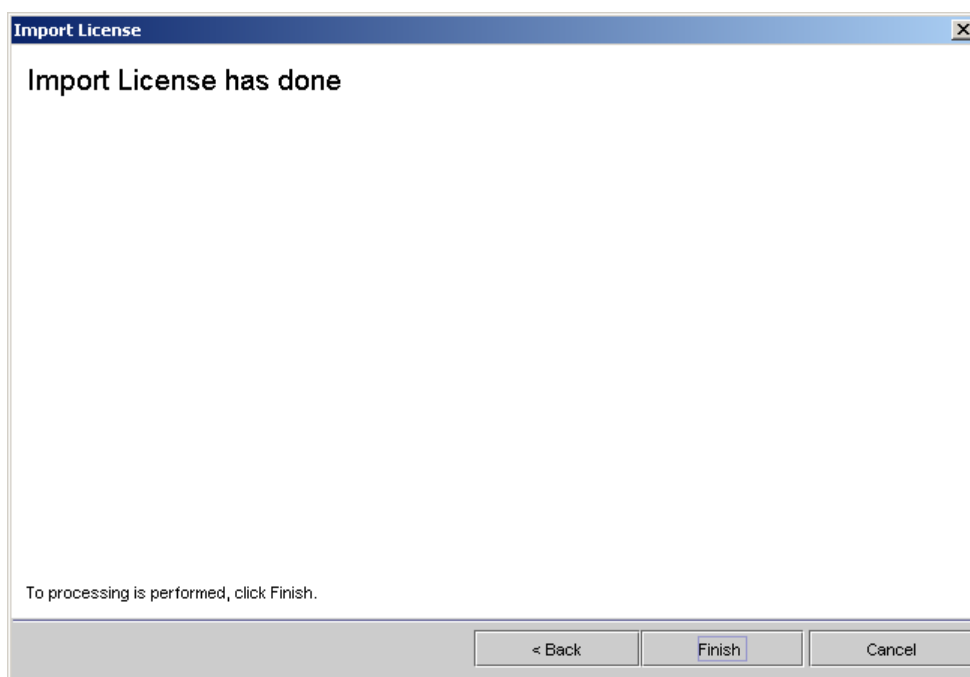 Import License
Import License has done
To processing is performed, click Finish.
< Back
Finish
Cancel